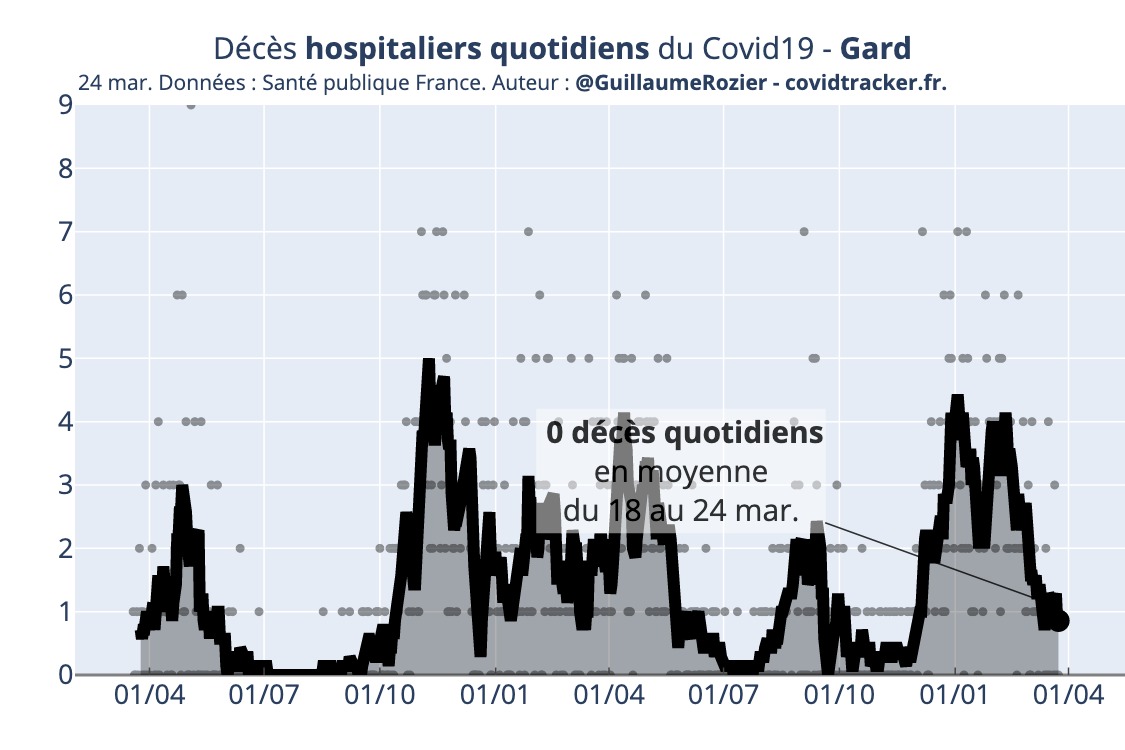 Décès hospitaliers quotidiens du Covid19 - Gard
24 mar. Données : Santé publique France. Auteur : @GuillaumeRozier - covidtracker.fr.
9
8
7
6
5
4
3
2
1
0
0 décès quotidiens
en moyenne
du 18 au 24 mar.
01/04 01/07 01/10 01/01 01/04 01/07 01/10 01/01 01/04